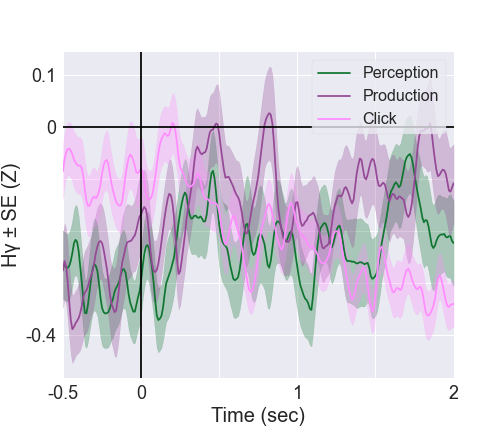 Perception
Production
Click
0.1
0
-0.4
Hγ ± SE (Z)
-0.5
0
1
2
Time (sec)